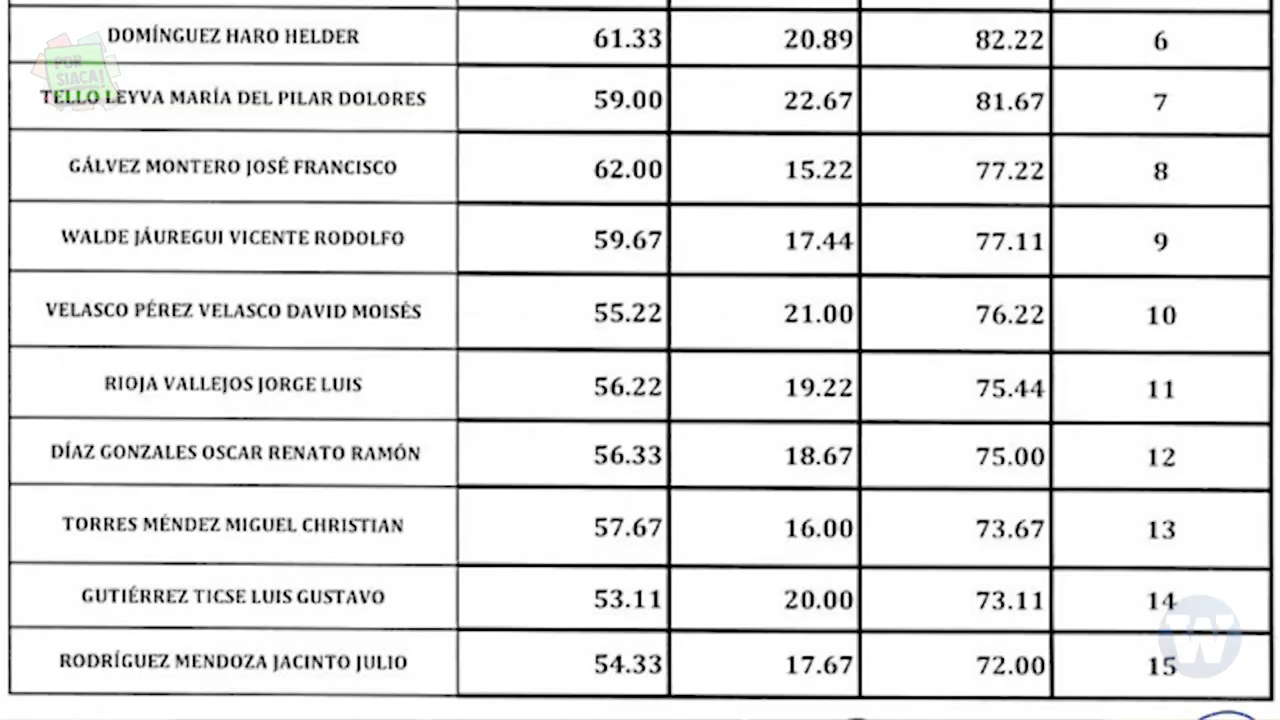 DOMÍNGUEZ HARO HELDER 61.33 20.89 82.22 6
POR
SIACA!
TELLO LEYVA MARÍA DEL PILAR DOLORES 59.00 22.67 81.67 7
GÁLVEZ MONTERO JOSÉ FRANCISCO 62.00 15.22 77.22 8
WALDE JÁUREGUI VICENTE RODOLFO 59.67 17.44 77.11 9
VELASCO PÉREZ VELASCO DAVID MOISÉS 55.22 21.00 76.22 10
RIOJA VALLEJOS JORGE LUIS 56.22 19.22 75.44 11
DÍAZ GONZALES OSCAR RENATO RAMÓN 56.33 18.67 75.00 12
TORRES MÉNDEZ MIGUEL CHRISTIAN 57.67 16.00 73.67 13
GUTIÉRREZ TICSE LUIS GUSTAVO 53.11 20.00 73.11 14
W
RODRÍGUEZ MENDOZA JACINTO JULIO 54.33 17.67 72.00 15